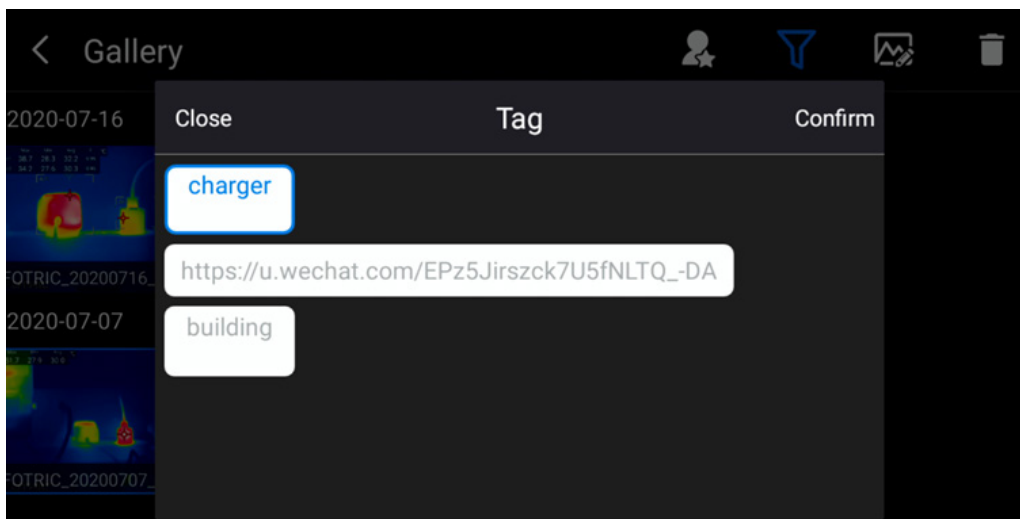 Gallery
2020-07-16
Close
Tag
Confirm
charger
https://u.wechat.com/EPz5Jirszck7U5fNLTQ_-DA
FOTRIC_20200716_
2020-07-07
building
FOTRIC_20200707_